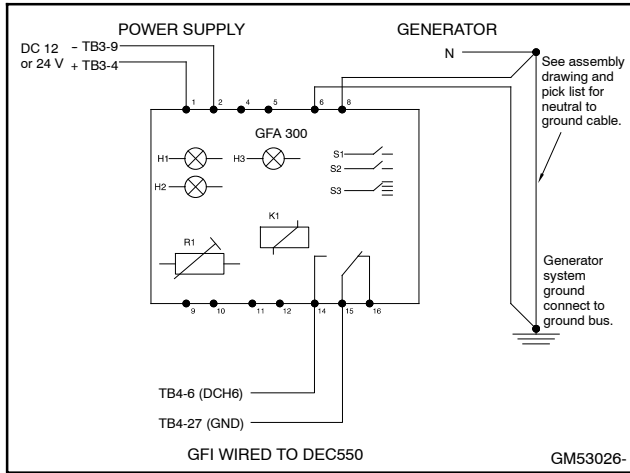 POWER SUPPLY
GENERATOR
DC 12 – TB3-9
or 24 V + TB3-4
N
See assembly
drawing and
pick list for
neutral to
ground cable.
1 2 4 5 6 8
GFA 300
H1 H3 S1
H2 S2
S3
K1
R1
Generator
system
ground
connect to
ground bus.
9 10 11 12 14 15 16
TB4-6 (DCH6)
TB4-27 (GND)
GFI WIRED TO DEC550
GM53026-